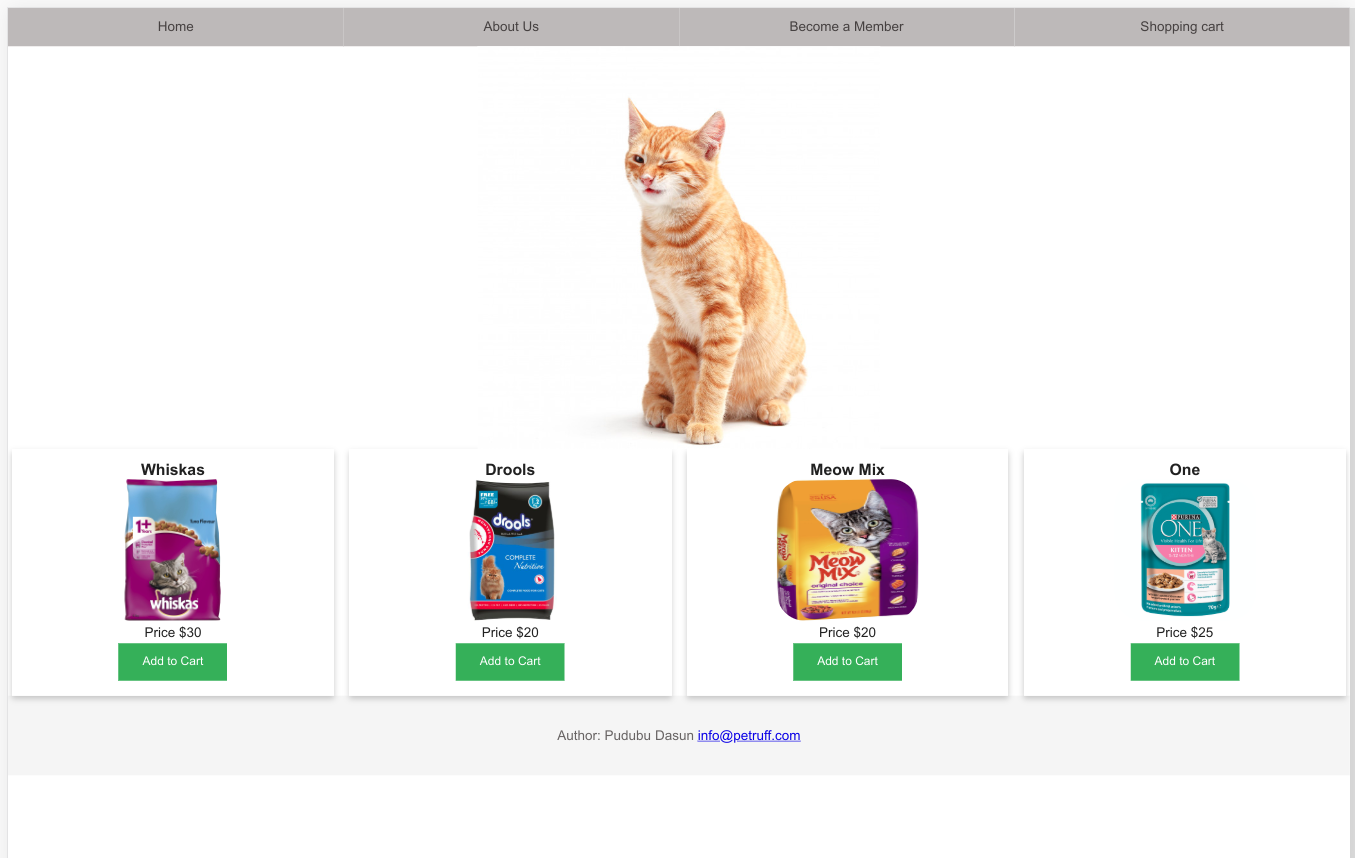 Home
About Us
Become a Member
Shopping cart
Whiskas
Drools
Meow Mix
One
1+
whiskas
FREE
drools
COMPLETE
Nutrition
Meow
Mix
original choice
PURINA
ONE
KITTEN
70g
Price $30
Price $20
Price $20
Price $25
Add to Cart
Add to Cart
Add to Cart
Add to Cart
Author: Pudubu Dasun info@petruff.com